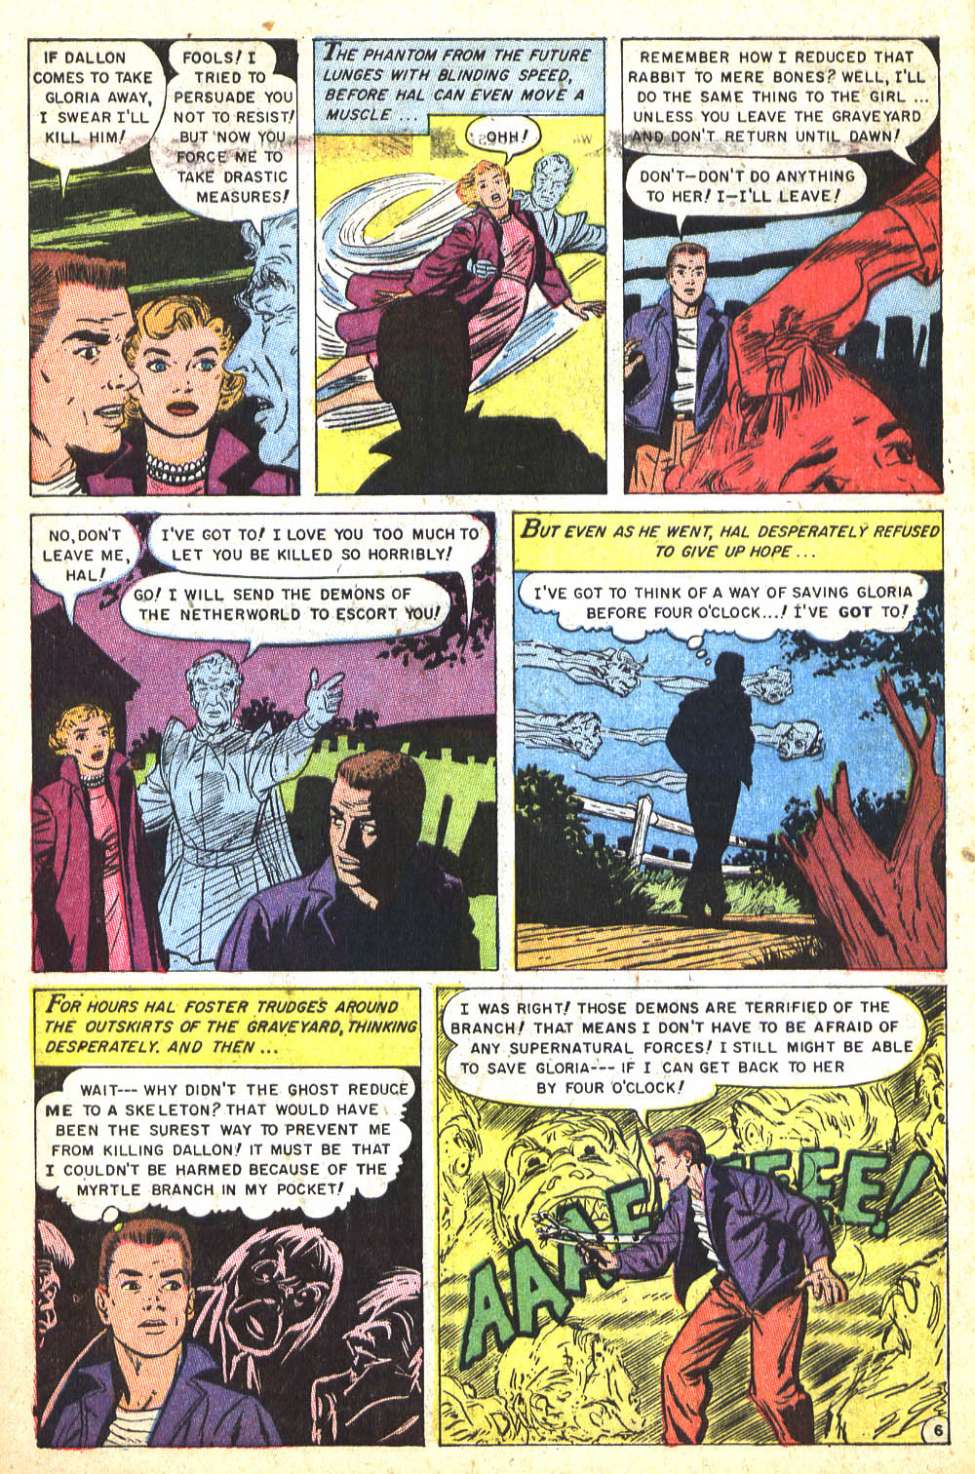 IF DALLON
COMES TO TAKE
GLORIA AWAY,
I SWEAR I'LL
KILL HIM!
FOOLS! I
TRIED TO
PERSUADE YOU
NOT TO RESIST!
BUT NOW YOU
FORCE ME TO
TAKE DRASTIC
MEASURES!
THE PHANTOM FROM THE FUTURE
LUNGES WITH BLINDING SPEED,
BEFORE HAL CAN EVEN MOVE A
MUSCLE ...
OHH!
REMEMBER HOW I REDUCED THAT
RABBIT TO MERE BONES? WELL, I'LL
DO THE SAME THING TO THE GIRL ...
UNLESS YOU LEAVE THE GRAVEYARD
AND DON'T RETURN UNTIL DAWN!
DON'T—DON'T DO ANYTHING
TO HER! I—I'LL LEAVE!
NO, DON'T
LEAVE ME,
HAL!
I'VE GOT TO! I LOVE YOU TOO MUCH TO
LET YOU BE KILLED SO HORRIBLY!
GO! I WILL SEND THE DEMONS OF
THE NETHERWORLD TO ESCORT YOU!
BUT EVEN AS HE WENT, HAL DESPERATELY REFUSED
TO GIVE UP HOPE ...
I'VE GOT TO THINK OF A WAY OF SAVING GLORIA
BEFORE FOUR O'CLOCK...! I'VE GOT TO!
FOR HOURS HAL FOSTER TRUDGES AROUND
THE OUTSKIRTS OF THE GRAVEYARD, THINKING
DESPERATELY. AND THEN ...
WAIT--- WHY DIDN'T THE GHOST REDUCE
ME TO A SKELETON? THAT WOULD HAVE
BEEN THE SUREST WAY TO PREVENT ME
FROM KILLING DALLON! IT MUST BE THAT
I COULDN'T BE HARMED BECAUSE OF THE
MYRTLE BRANCH IN MY POCKET!
I WAS RIGHT! THOSE DEMONS ARE TERRIFIED OF THE
BRANCH! THAT MEANS I DON'T HAVE TO BE AFRAID OF
ANY SUPERNATURAL FORCES! I STILL MIGHT BE ABLE
TO SAVE GLORIA--- IF I CAN GET BACK TO HER
BY FOUR O'CLOCK!
6